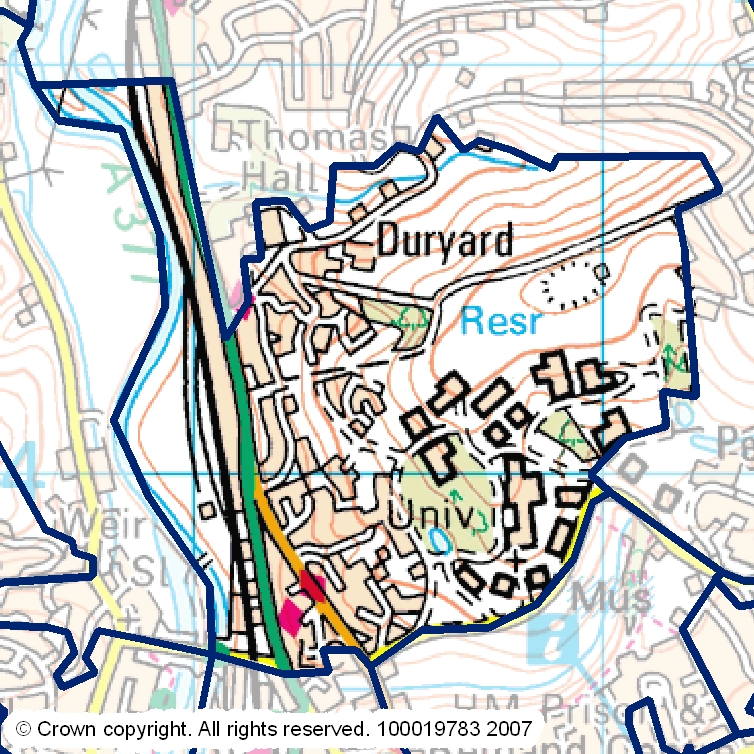 Thomas
Hall
A377
Duryard
Resr
Pe
4
Univ
Weir
SL
Mus
i
HM Prison &
© Crown copyright. All rights reserved. 100019783 2007